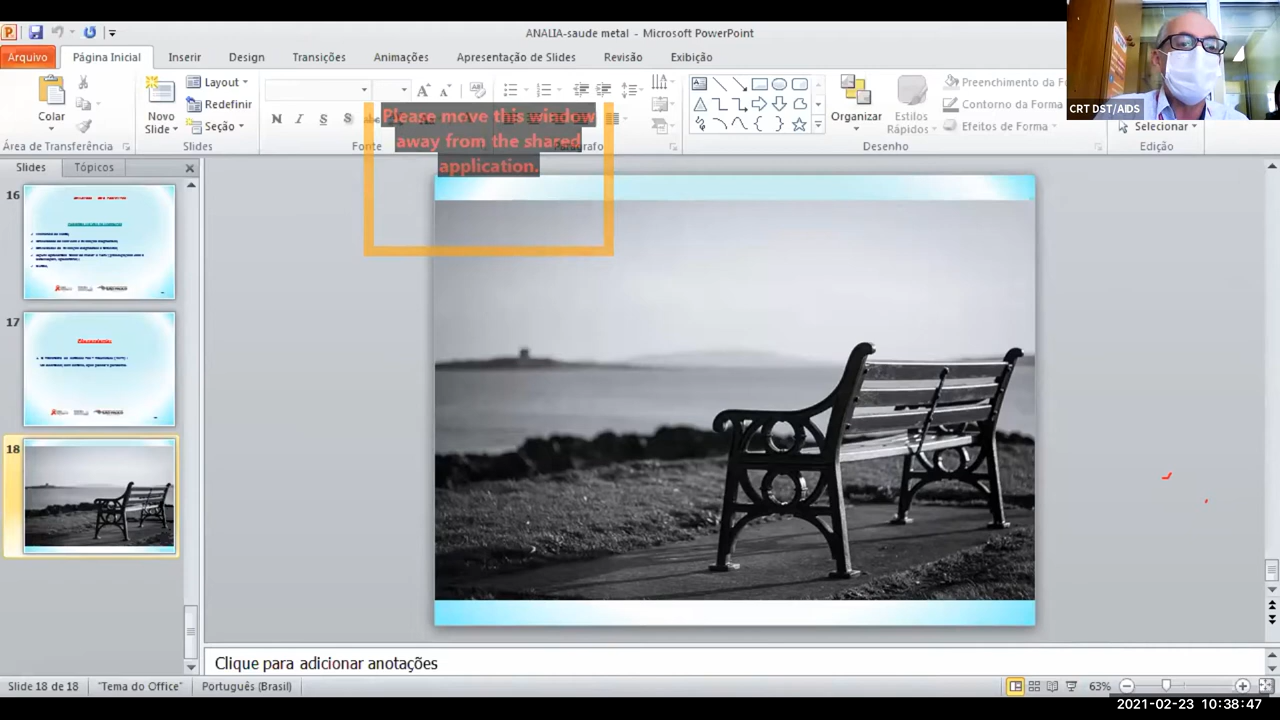 ANALIA-saude metal - Microsoft PowerPoint
Arquivo
Página Inicial
Inserir
Design
Transições
Animações
Apresentação de Slides
Revisão
Exibição
Colar
Área de Transferência
Novo
Slide
Layout
Redefinir
Seção
Slides
N
I
S
S
Fonte
Parágrafo
Please move this window
away from the shared
application.
Organizar
Estilos
Rápidos
Preenchimento da Fo
Contorno da Forma
Efeitos de Forma
Desenho
Selecionar
Edição
CRT DST/AIDS
Slides
Tópicos
16
17
18
Clique para adicionar anotações
Slide 18 de 18
"Tema do Office"
Português (Brasil)
63%
2021-02-23 10:38:47